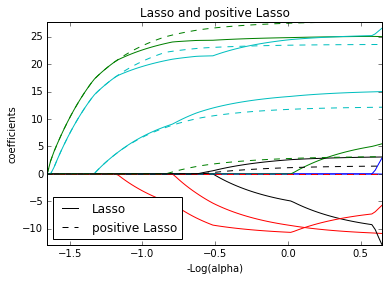 Lasso and positive Lasso
25
20
15
10
5
0
−5
−10
coefficients
Lasso
positive Lasso
−1.5 −1.0 −0.5 0.0 0.5
-Log(alpha)